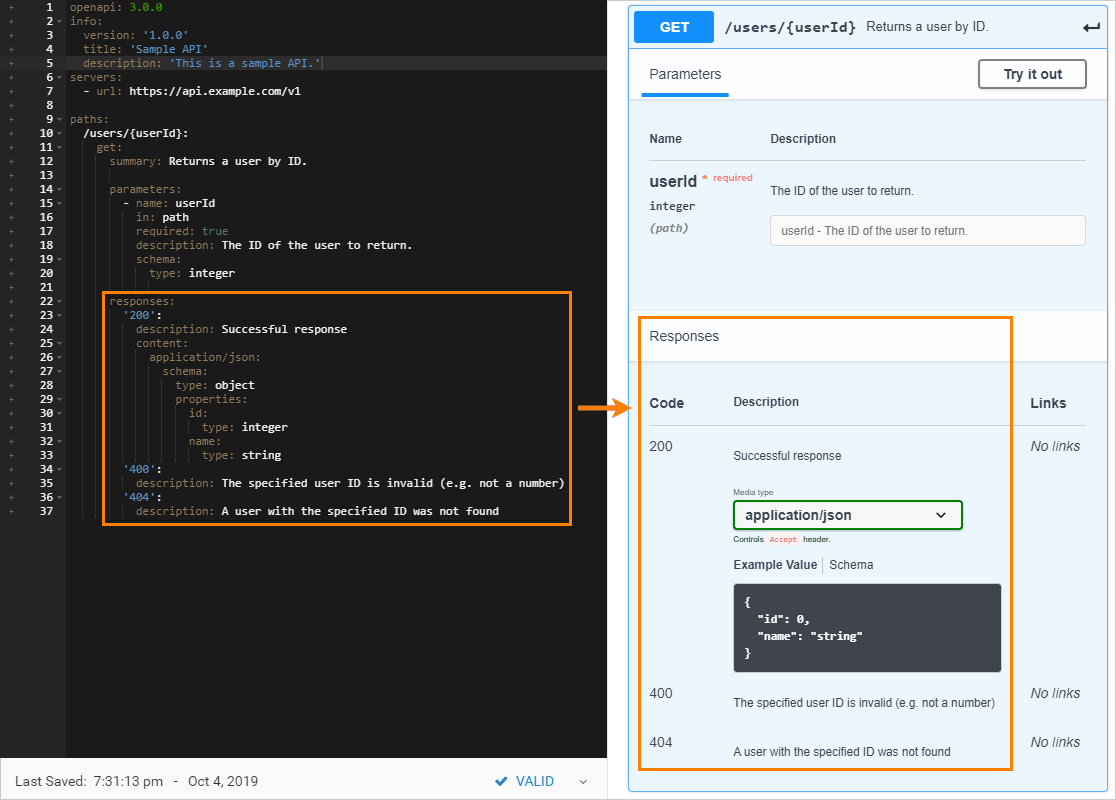 1 openapi: 3.0.0
2 info:
3   version: '1.0.0'
4   title: 'Sample API'
5   description: 'This is a sample API.'
6 servers:
7   - url: https://api.example.com/v1
8
9 paths:
10   /users/{userId}:
11     get:
12       summary: Returns a user by ID.
13
14       parameters:
15         - name: userId
16           in: path
17           required: true
18           description: The ID of the user to return.
19           schema:
20             type: integer
21
22       responses:
23         '200':
24           description: Successful response
25           content:
26             application/json:
27               schema:
28                 type: object
29                 properties:
30                   id:
31                     type: integer
32                   name:
33                     type: string
34         '400':
35           description: The specified user ID is invalid (e.g. not a number)
36         '404':
37           description: A user with the specified ID was not found
Last Saved: 7:31:13 pm - Oct 4, 2019 VALID
GET /users/{userId} Returns a user by ID.
Parameters Try it out
Name Description
userId * required
The ID of the user to return.
integer
(path)
userId - The ID of the user to return.
Responses
Code Description Links
200 No links
Successful response
Media type
application/json
Controls Accept header.
Example Value Schema
{
  "id": 0,
  "name": "string"
}
400 No links
The specified user ID is invalid (e.g. not a number)
404 No links
A user with the specified ID was not found